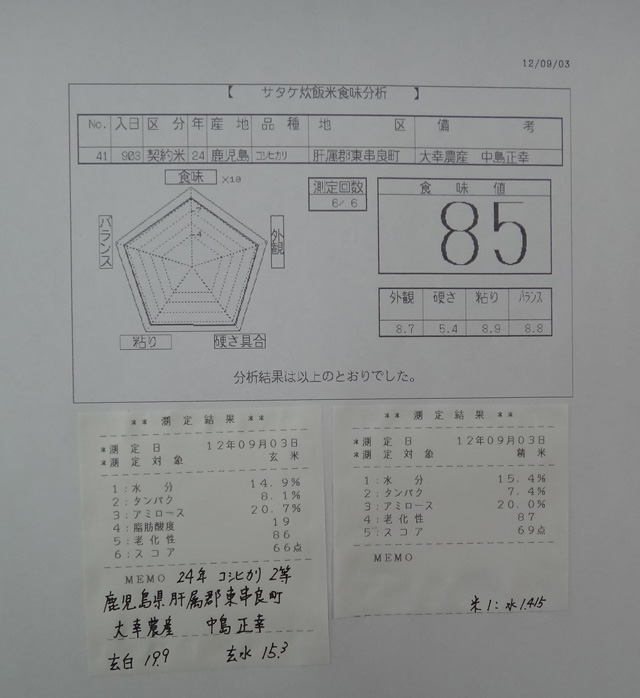 12/09/03
【 サタケ炊飯米食味分析 】
No. 入日 区分 年 産地 品種 地区 備考
41 903 契約米 24 鹿児島 コシヒカリ 肝属郡東串良町 大幸農産 中島正幸
食味 ×10
7
4
バランス
外観
粘り
硬さ具合
測定回数
6/ 6
食味値
85
外観 硬さ 粘り バランス
8.7 5.4 8.9 8.8
分析結果は以上のとおりでした。
** 測定結果 **
*測定日 12年09月03日
*測定対象 玄米
1:水分 14.9%
2:タンパク 8.1%
3:アミロース 20.7%
4:脂肪酸度 19
5:老化性 86
6:スコア 66点
MEMO 24年 コシヒカリ 2等
鹿児島県肝属郡東串良町
大幸農産 中島正幸
玄白 19.9 玄水 15.3
** 測定結果 **
*測定日 12年09月03日
*測定対象 精米
1:水分 15.4%
2:タンパク 7.4%
3:アミロース 20.0%
4:老化性 87
5:スコア 69点
MEMO
米1:水1.415